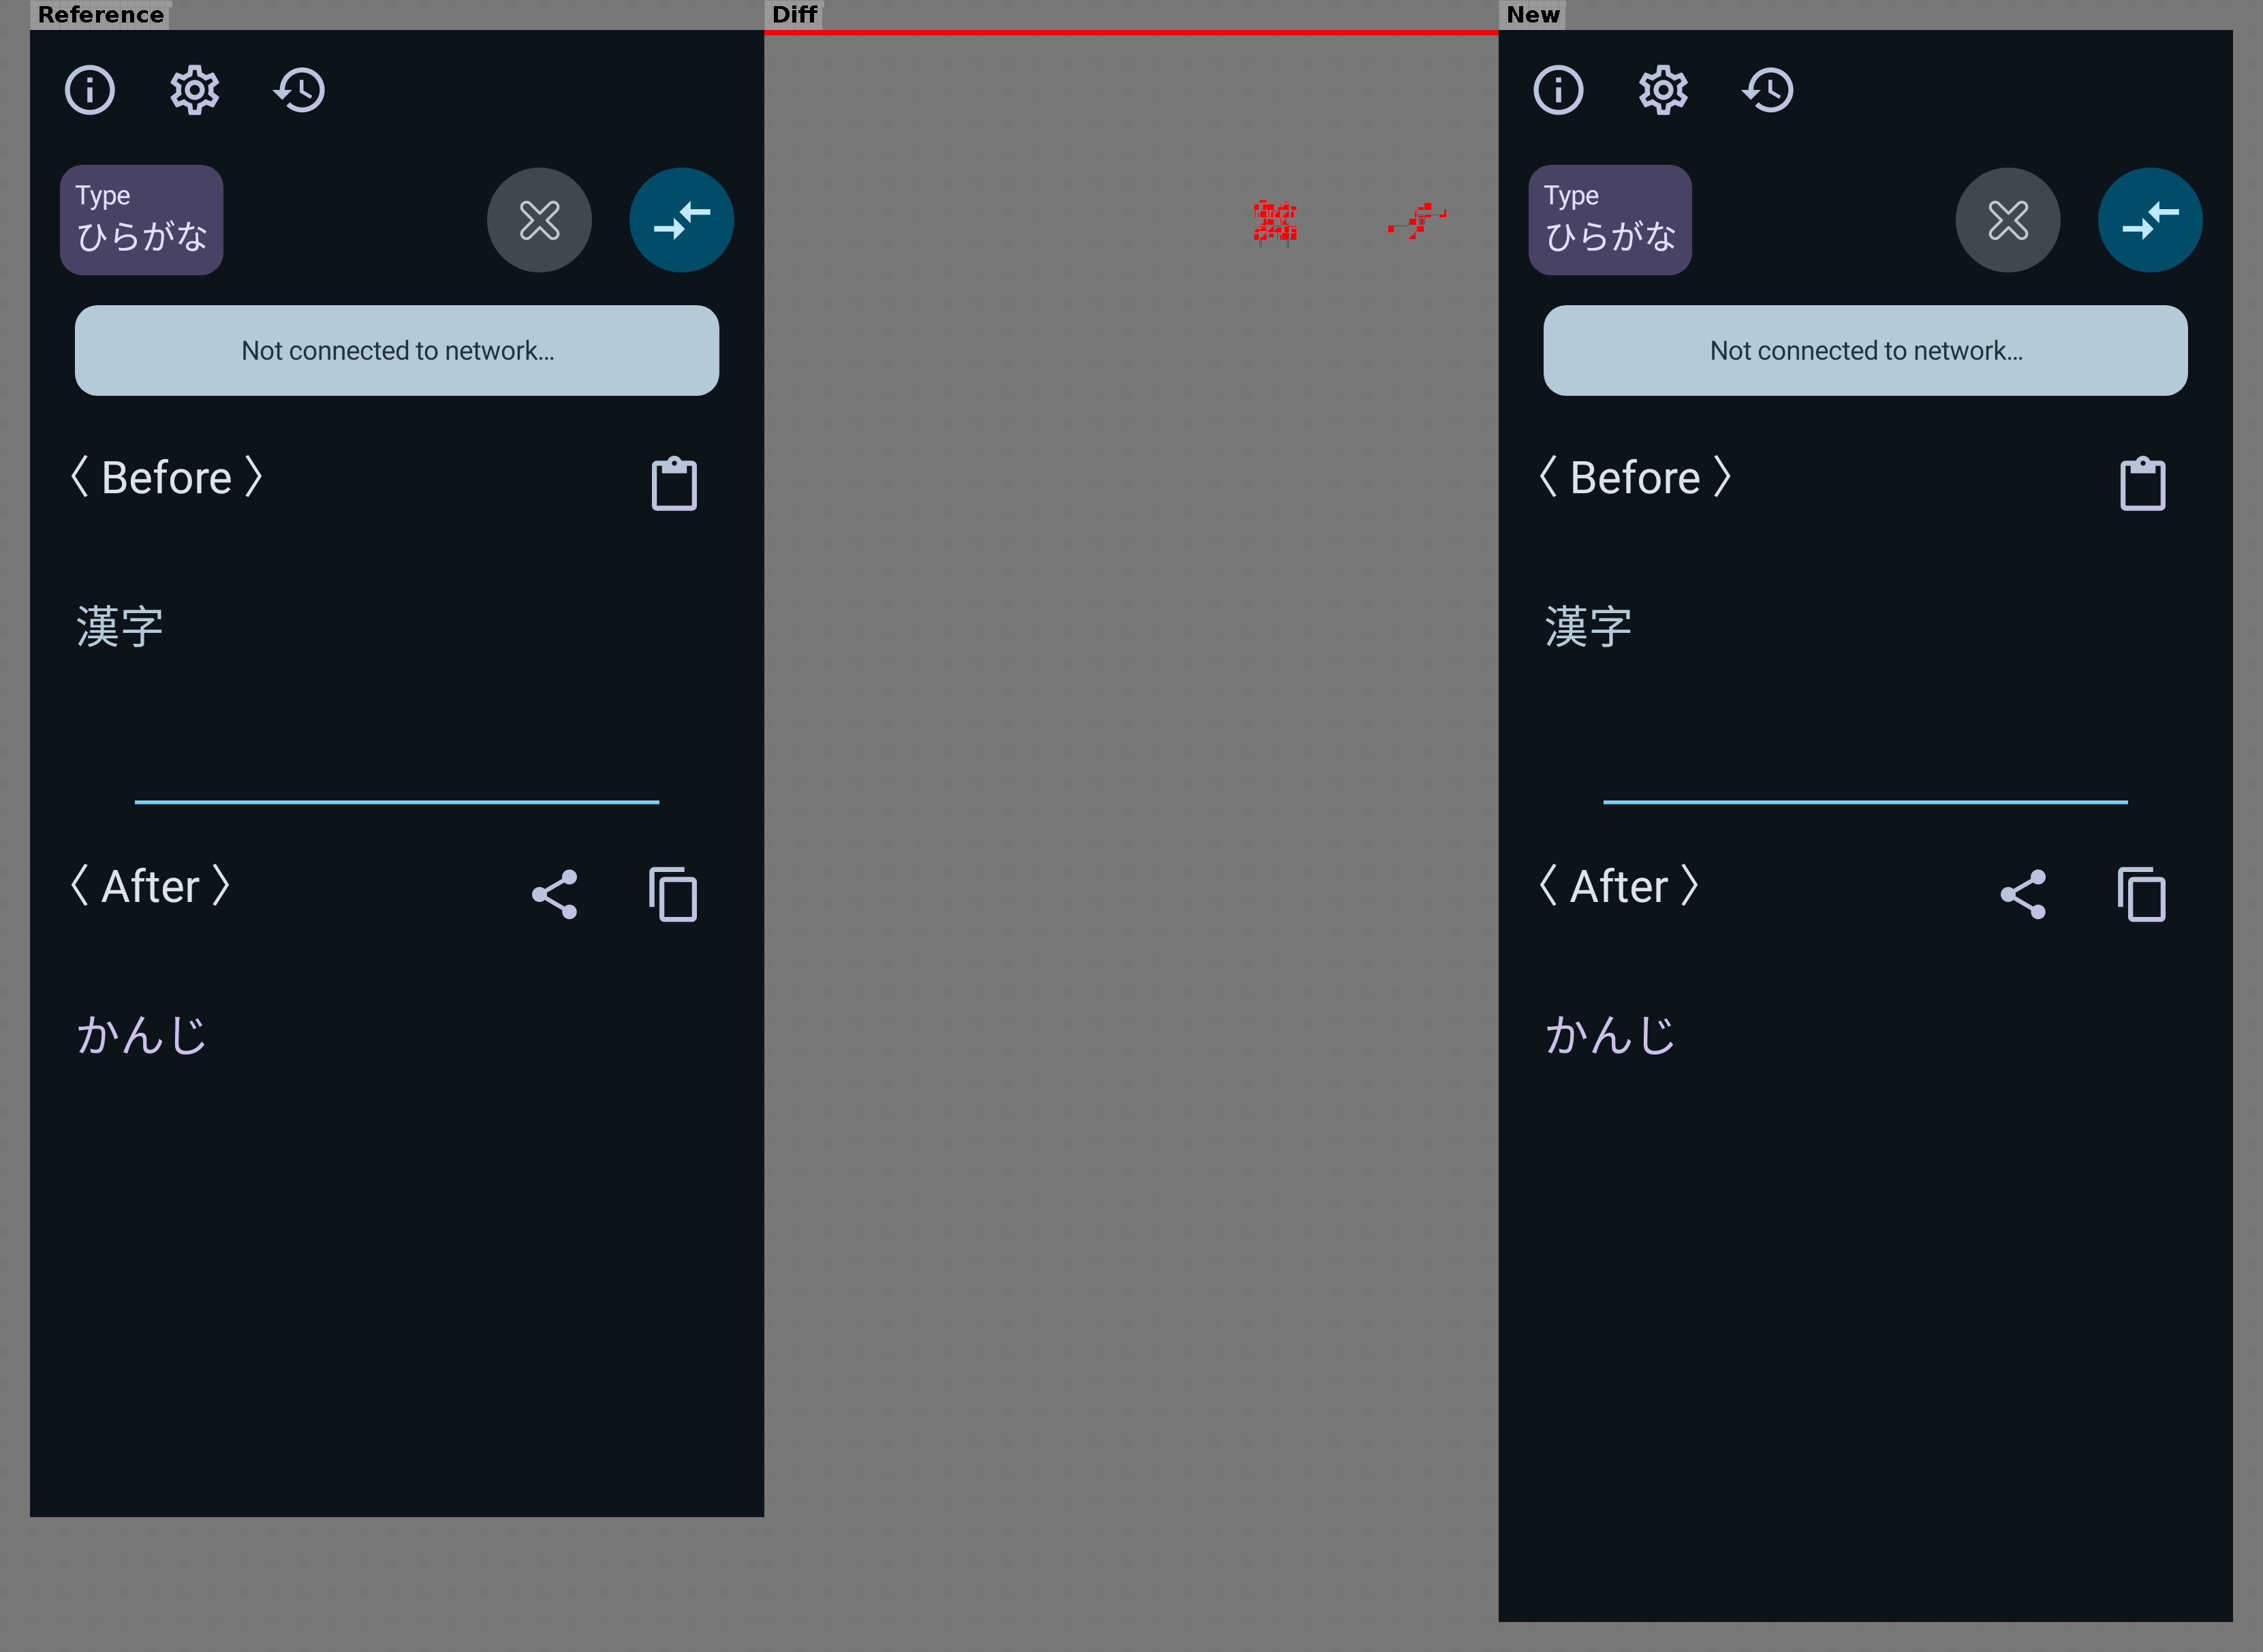 Reference
Diff
New
Type
ひらがな
Not connected to network...
〈 Before 〉
漢字
〈 After 〉
かんじ
Type
ひらがな
Not connected to network...
〈 Before 〉
漢字
〈 After 〉
かんじ